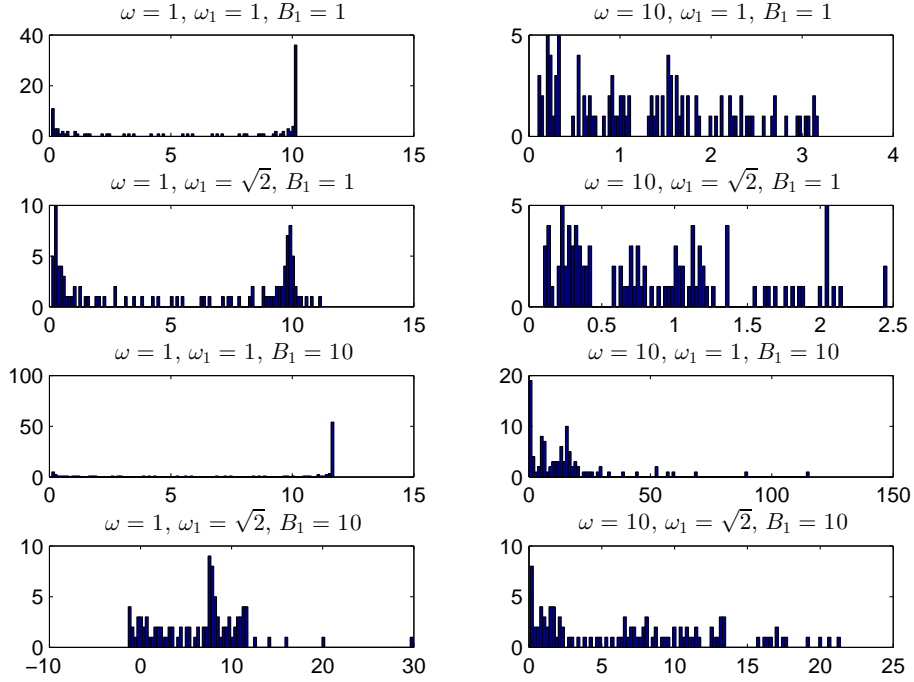 ω = 1, ω₁ = 1, B₁ = 1
40
20
0
0 5 10 15
ω = 10, ω₁ = 1, B₁ = 1
5
0
0 1 2 3 4
ω = 1, ω₁ = √2, B₁ = 1
10
5
0
0 5 10 15
ω = 10, ω₁ = √2, B₁ = 1
5
0
0 0.5 1 1.5 2 2.5
ω = 1, ω₁ = 1, B₁ = 10
100
50
0
0 5 10 15
ω = 10, ω₁ = 1, B₁ = 10
20
10
0
0 50 100 150
ω = 1, ω₁ = √2, B₁ = 10
10
5
0
−10 0 10 20 30
ω = 10, ω₁ = √2, B₁ = 10
10
5
0
0 5 10 15 20 25